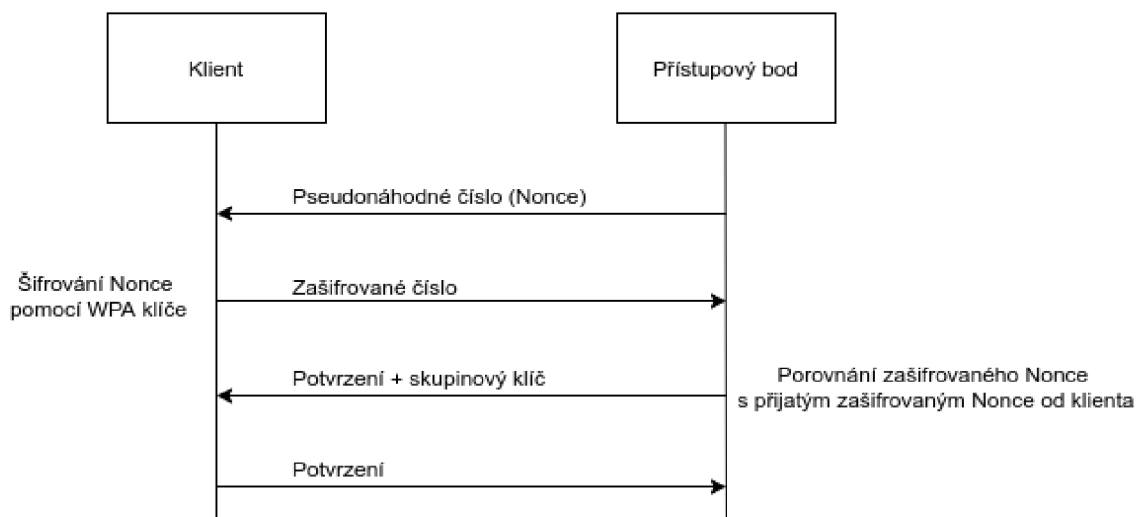 Klient
Přístupový bod
Pseudonáhodné číslo (Nonce)
Šifrování Nonce
pomocí WPA klíče
Zašifrované číslo
Potvrzení + skupinový klíč
Porovnání zašifrovaného Nonce
s přijatým zašifrovaným Nonce od klienta
Potvrzení